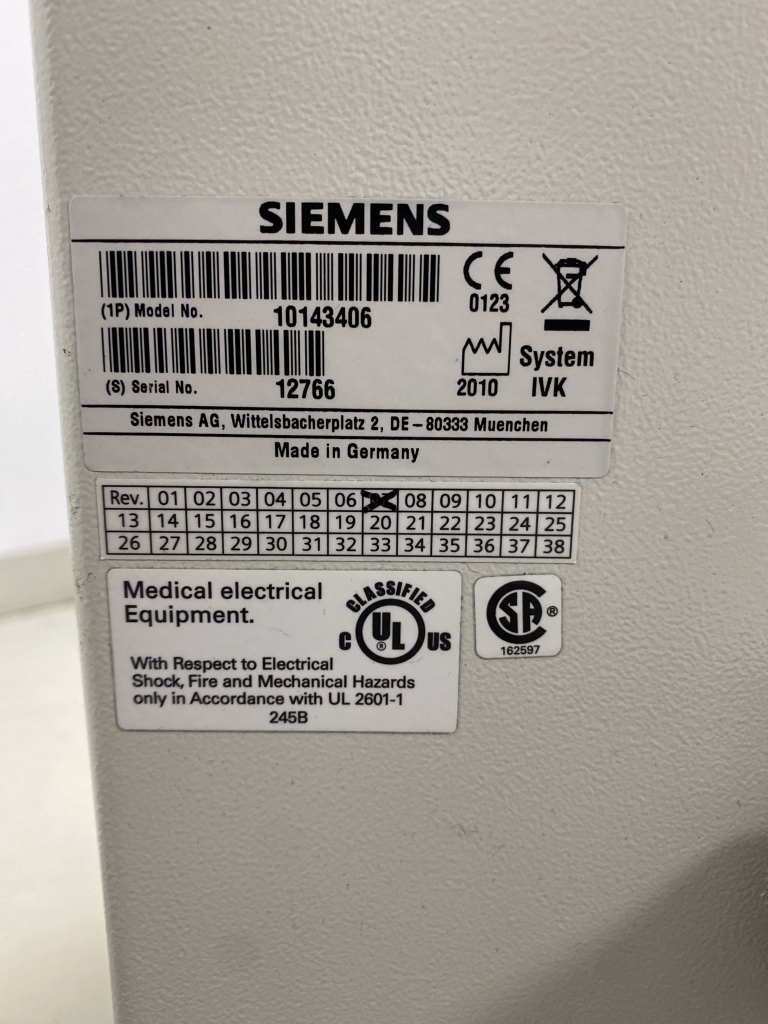 SIEMENS
(1P) Model No. 10143406
CE 0123
(S) Serial No. 12766
2010
System
IVK
Siemens AG, Wittelsbacherplatz 2, DE – 80333 Muenchen
Made in Germany
Rev. 01 02 03 04 05 06 08 09 10 11 12
13 14 15 16 17 18 19 20 21 22 23 24 25
26 27 28 29 30 31 32 33 34 35 36 37 38
Medical electrical
Equipment.
With Respect to Electrical
Shock, Fire and Mechanical Hazards
only in Accordance with UL 2601-1
245B
CLASSIFIED
C UL ® US
SA ®
162597